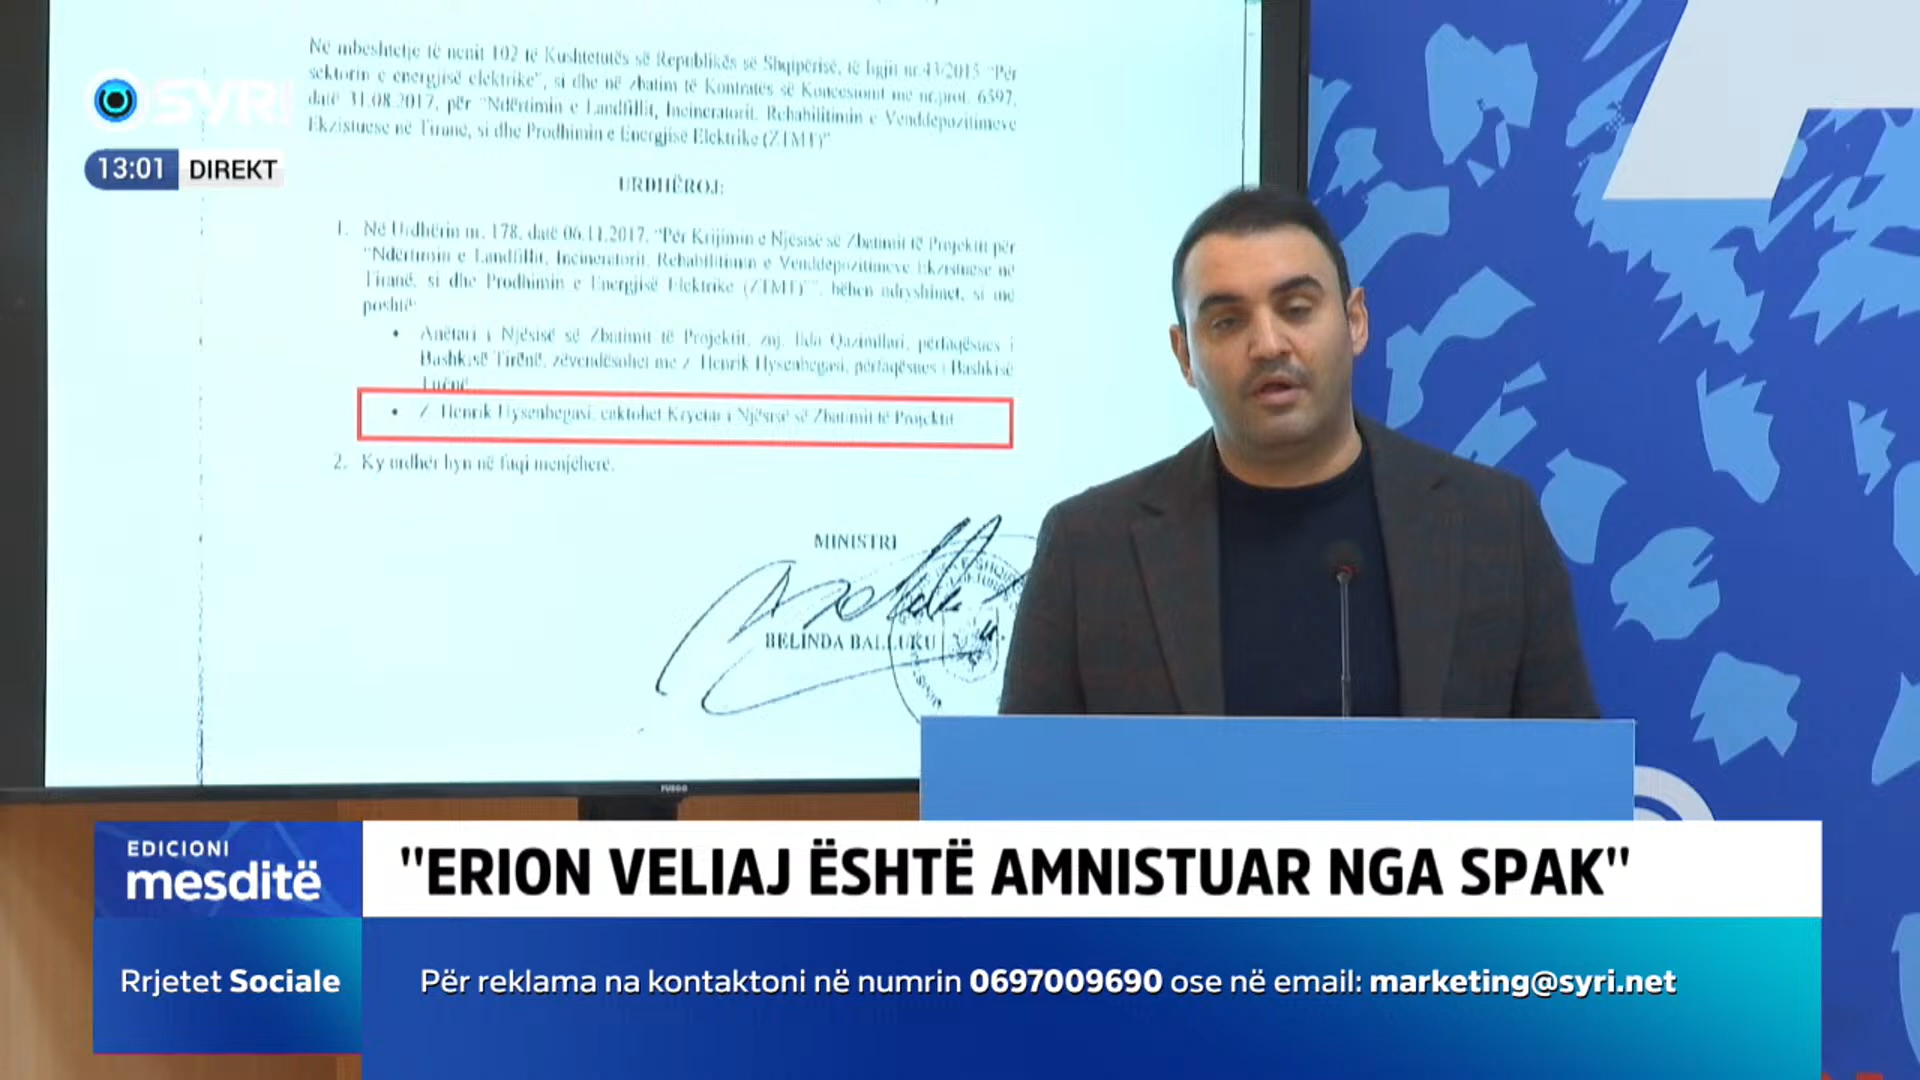 Në mbështetje të nenit 102 të Kushtetutës së Republikës së Shqipërisë, të ligjit nr.43/2015 "Për
sektorin e energjisë elektrike", si dhe në zbatim të Kontratës së Koncesionit me nr.prot. 6597,
datë 31.08.2017, për "Ndërtimin e Landfillit, Incineratorit, Rehabilitimin e Venddepozitimeve
Ekzistuese në Tiranë, si dhe Prodhimin e Energjisë Elektrike (ZTMT)"
URDHËROJ:
1. Në Urdhërin nr. 178, datë 06.11.2017, "Për Krijimin e Njësisë së Zbatimit të Projektit për
"Ndërtimin e Landfillit, Incineratorit, Rehabilitimin e Venddepozitimeve Ekzistuese në
Tiranë, si dhe Prodhimin e Energjisë Elektrike (ZTMT)"", bëhen ndryshimet, si më
poshtë:
• Anëtari i Njësisë së Zbatimit të Projektit, znj. Ilda Qazimllari, përfaqësues i
Bashkisë Tiranë, zëvendësohet me z. Henrik Hysenbegasi, përfaqësues i Bashkisë
• Z. Henrik Hysenbegasi, caktohet Kryetar i Njësisë së Zbatimit të Projektit
2. Ky urdhër hyn në fuqi menjëherë.
MINISTRI
BELINDA BALLUKU
SYRI
13:01 DIREKT
FUEGO
EDICIONI
mesditë
"ERION VELIAJ ËSHTË AMNISTUAR NGA SPAK"
Rrjetet Sociale
Për reklama na kontaktoni në numrin 0697009690 ose në email: marketing@syri.net